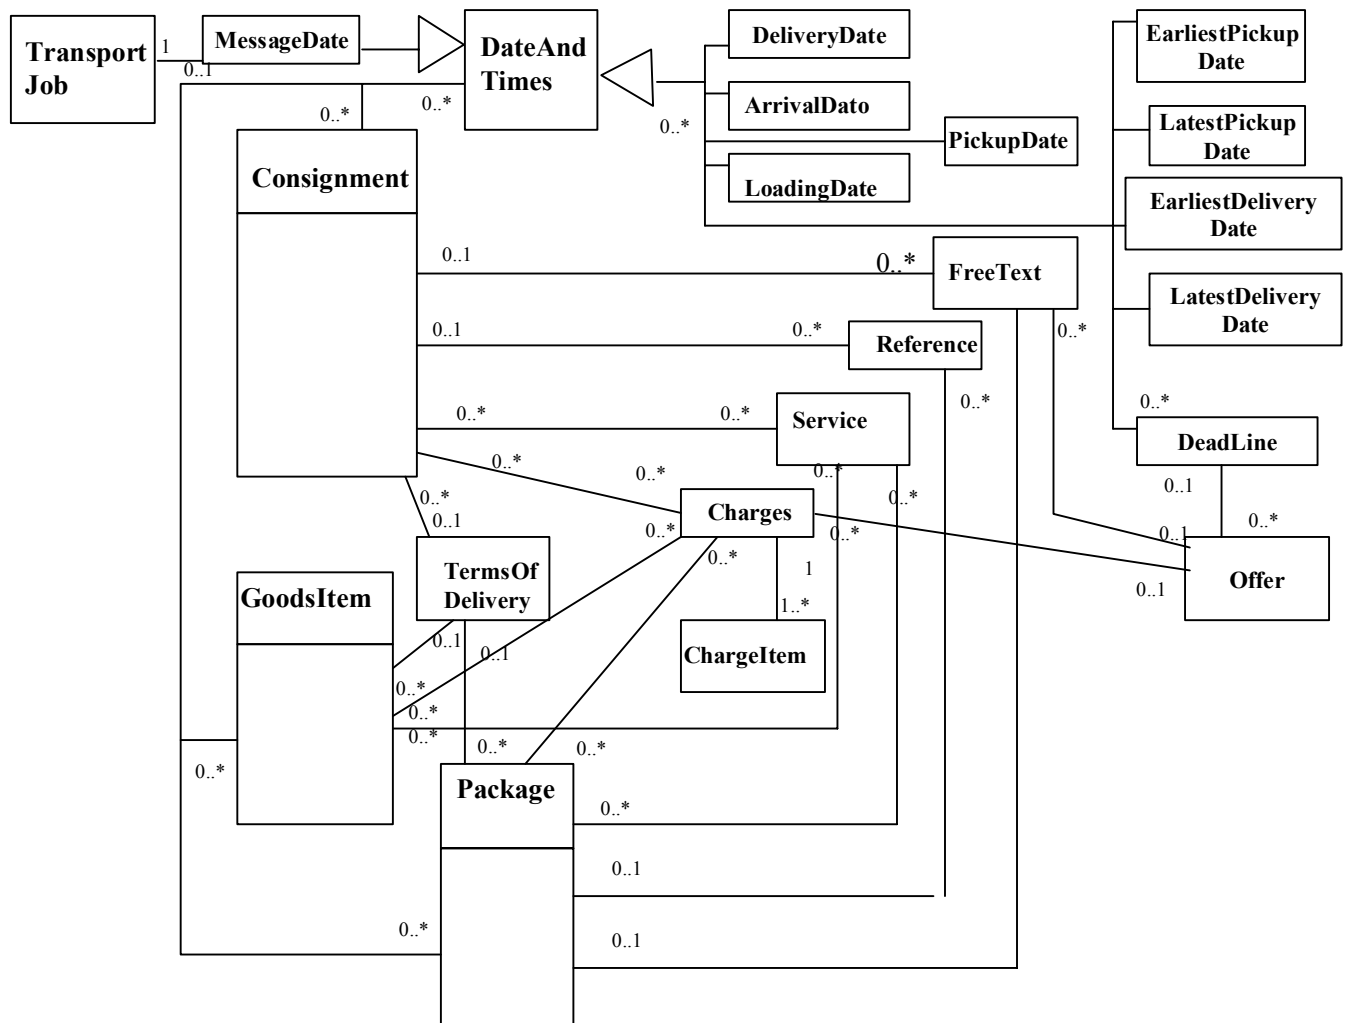 Transport
Job
1
0..1
MessageDate
DateAnd
Times
0..*
0..*
0..*
DeliveryDate
ArrivalDato
PickupDate
LoadingDate
EarliestPickup
Date
LatestPickup
Date
EarliestDelivery
Date
LatestDelivery
Date
Consignment
0..1
0..*
FreeText
0..*
0..1
0..*
Reference
0..*
0..*
0..*
Service
0..*
DeadLine
0..*
0..*
0..*
0..*
0..1
0..*
0..1
0..*
Charges
0..*
0..*
0..*
0..1
0..*
TermsOf
Delivery
1
1..*
0..1
Offer
GoodsItem
0..1
0..1
ChargeItem
0..*
0..*
0..*
0..*
0..*
0..*
Package
0..*
0..1
0..*
0..1